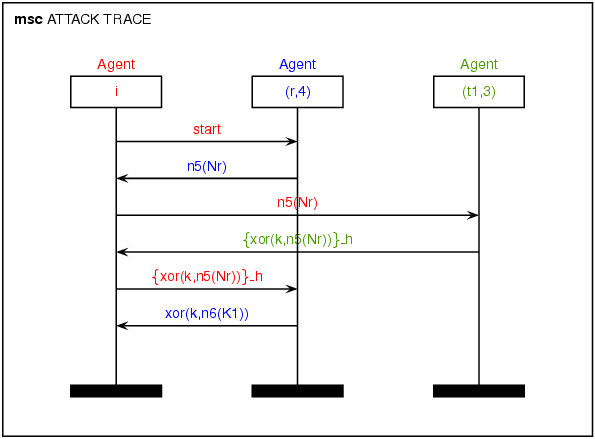 msc ATTACK TRACE
Agent Agent Agent
i (r,4) (t1,3)
start
n5(Nr)
n5(Nr)
{xor(k,n5(Nr))}_h
{xor(k,n5(Nr))}_h
xor(k,n6(K1))